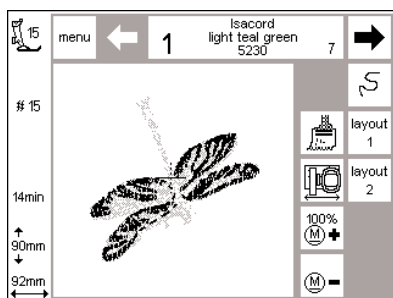 15
menu
1
Isacord
light teal green
5230
7
# 15
layout
1
layout
2
14min
100%
M +
90mm
M -
92mm